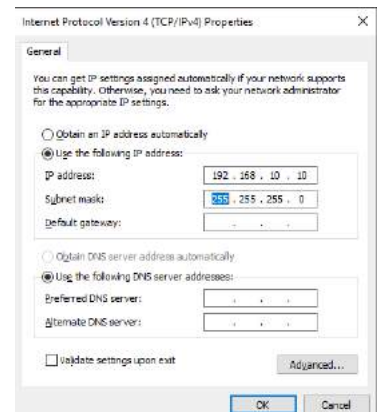 Internet Protocol Version 4 (TCP/IPv4) Properties
General
You can get IP settings assigned automatically if your network supports
this capability. Otherwise, you need to ask your network administrator
for the appropriate IP settings.
Obtain an IP address automatically
Use the following IP address:
IP address: 192 . 168 . 10 . 10
Subnet mask: 255 . 255 . 255 . 0
Default gateway: . . .
Obtain DNS server address automatically
Use the following DNS server addresses:
Preferred DNS server: . . .
Alternate DNS server: . . .
Validate settings upon exit
Advanced...
OK Cancel